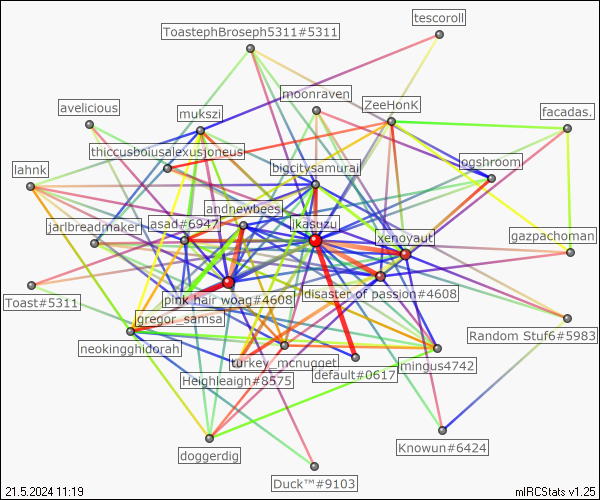 tescoroll
ToastephBroseph5311#5311
moonraven
ZeeHonK
avelicious
mukszi
facadas.
thiccusboiusalexusjoneus
bigcitysamurai
ogshroom
lahnk
andnewbees
jarlbreadmaker
asad#6947
jkasuzu
xenoyaut
gazpachoman
Toast#5311
pink hair woag#4608
disaster of passion#4608
gregor_samsa
Random Stuf6#5983
neokingghidorah
turkey_mcnugget
mingus4742
Heighleaigh#8575
default#0617
doggerdig
Knowun#6424
Duck™#9103
21.5.2024 11:19
mIRCStats v1.25